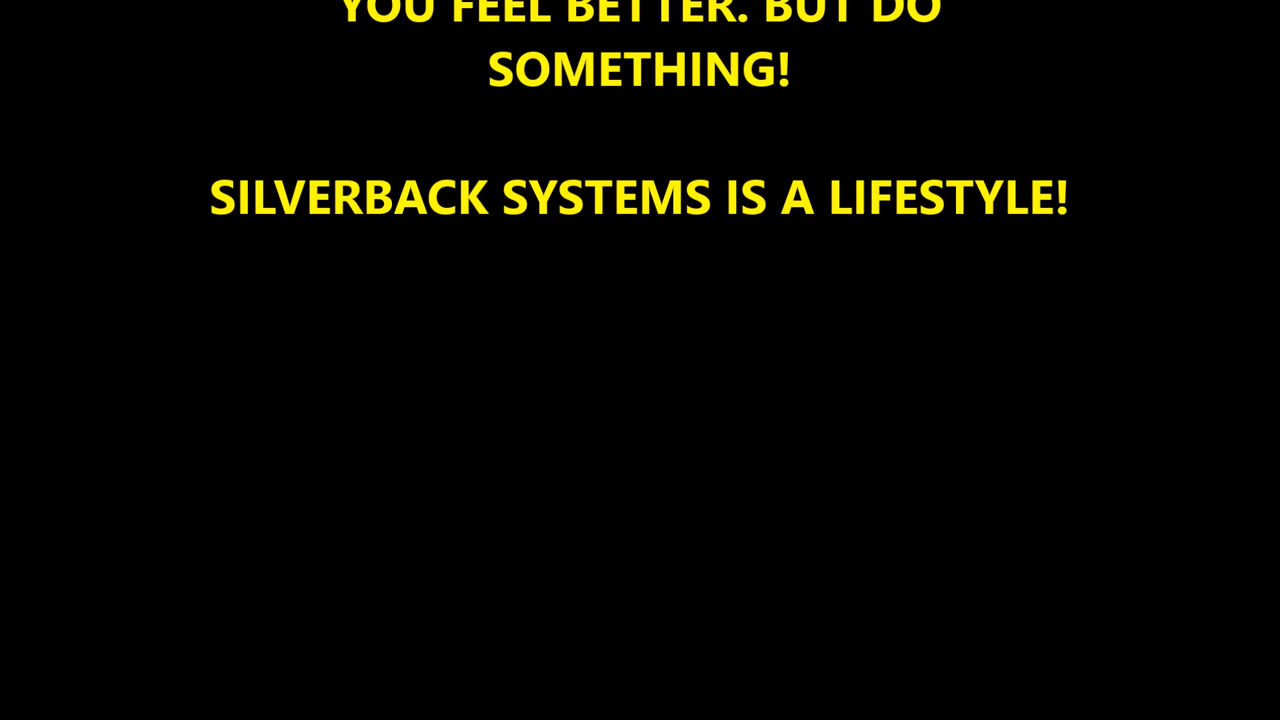 YOU FEEL BETTER. BUT DO
SOMETHING!
SILVERBACK SYSTEMS IS A LIFESTYLE!